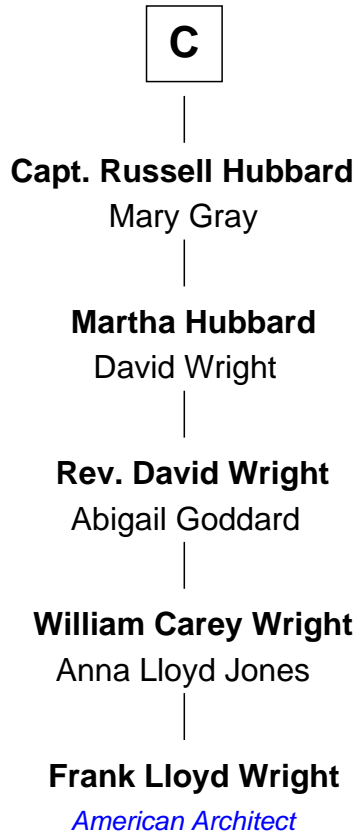 C
Capt. Russell Hubbard
Mary Gray
Martha Hubbard
David Wright
Rev. David Wright
Abigail Goddard
William Carey Wright
Anna Lloyd Jones
Frank Lloyd Wright
American Architect